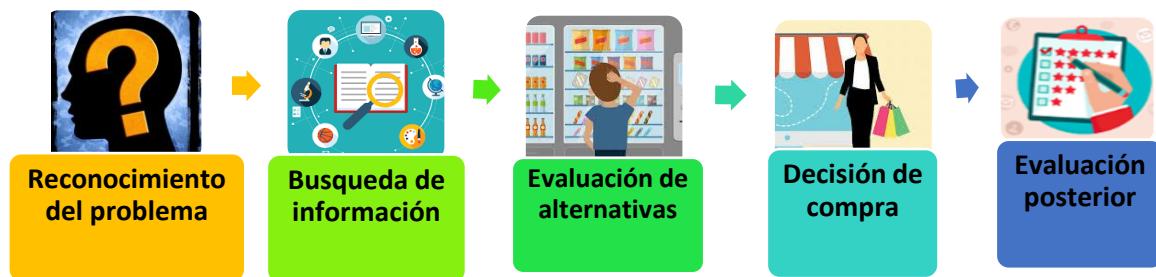 Reconocimiento
del problema
Busqueda de
información
Evaluación de
alternativas
Decisión de
compra
Evaluación
posterior